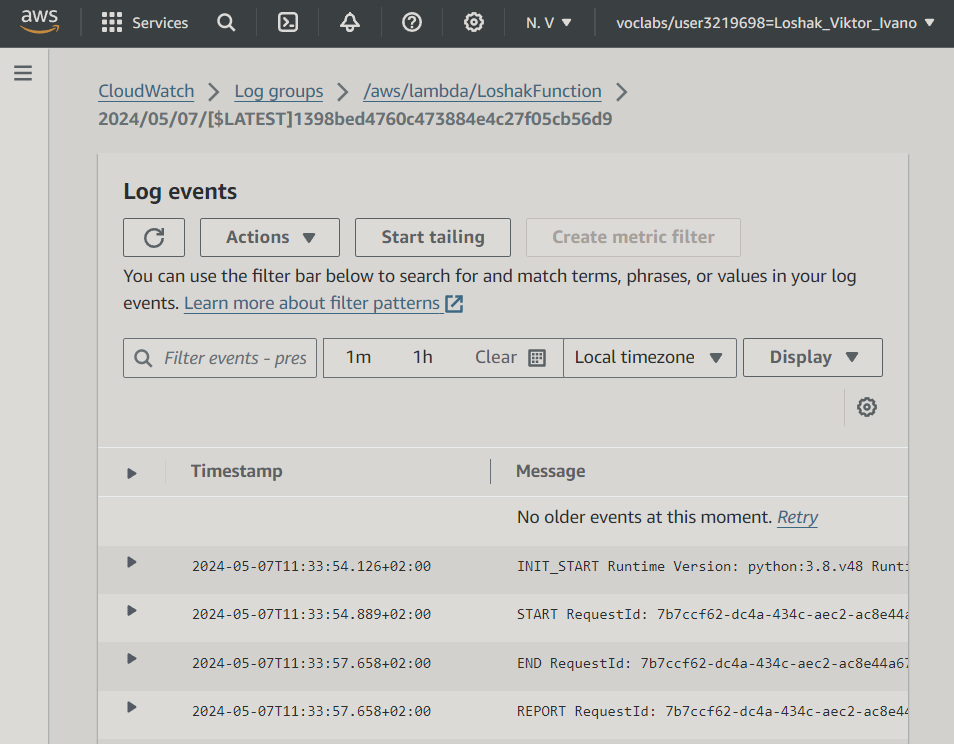 aws Services N. V voclabs/user3219698=Loshak_Viktor_Ivano
CloudWatch Log groups /aws/lambda/LoshakFunction
2024/05/07/[$LATEST]1398bed4760c473884e4c27f05cb56d9
Log events
Actions Start tailing Create metric filter
You can use the filter bar below to search for and match terms, phrases, or values in your log
events. Learn more about filter patterns
Filter events - pres 1m 1h Clear Local timezone Display
Timestamp Message
No older events at this moment. Retry
2024-05-07T11:33:54.126+02:00 INIT_START Runtime Version: python:3.8.v48 Runti
2024-05-07T11:33:54.889+02:00 START RequestId: 7b7ccf62-dc4a-434c-aec2-ac8e44a
2024-05-07T11:33:57.658+02:00 END RequestId: 7b7ccf62-dc4a-434c-aec2-ac8e44a67
2024-05-07T11:33:57.658+02:00 REPORT RequestId: 7b7ccf62-dc4a-434c-aec2-ac8e44